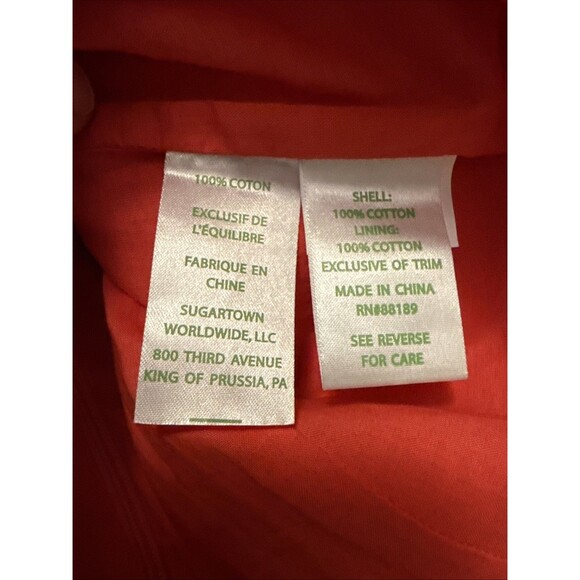 100% COTON
EXCLUSIF DE
L'ÉQUILIBRE
FABRIQUE EN
CHINE
SUGARTOWN
WORLDWIDE, LLC
800 THIRD AVENUE
KING OF PRUSSIA, PA
SHELL:
100% COTTON
LINING:
100% COTTON
EXCLUSIVE OF TRIM
MADE IN CHINA
RN#88189
SEE REVERSE
FOR CARE